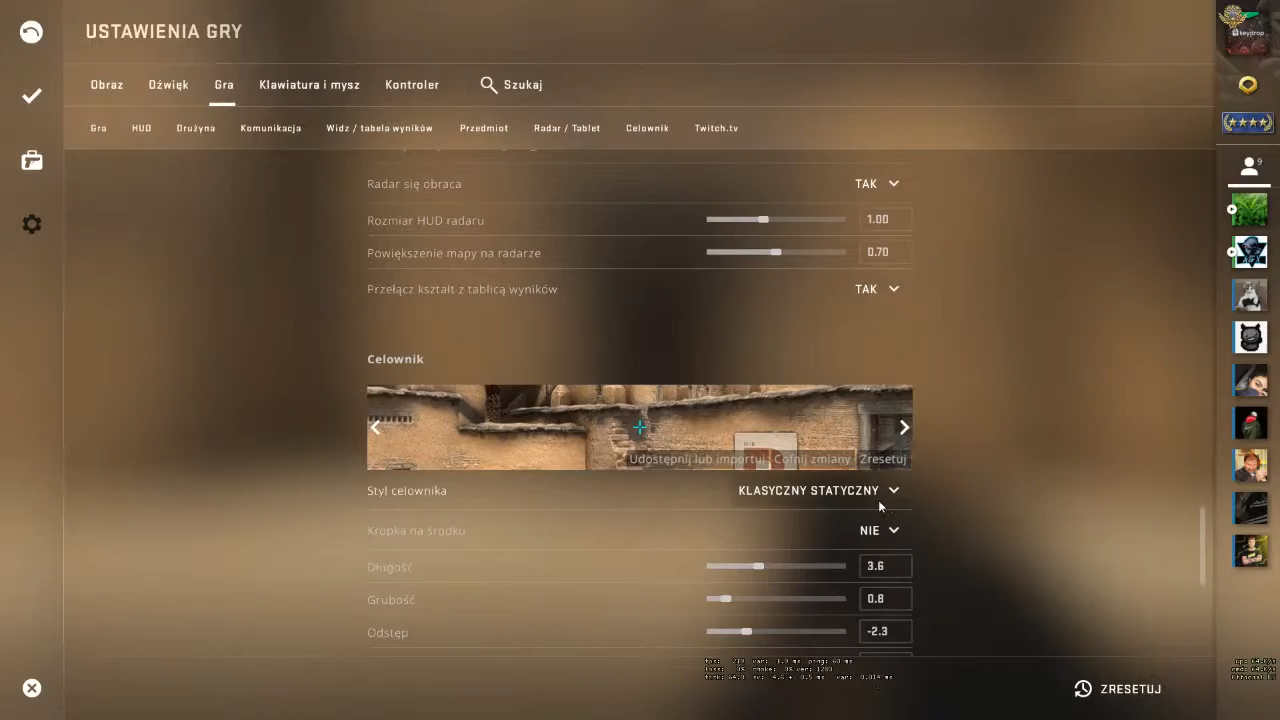 USTAWIENIA GRY
keydrop
Obraz Dźwięk Gra Klawiatura i mysz Kontroler Szukaj
Gra HUD Drużyna Komunikacja Widz / tabela wyników Przedmiot Radar / Tablet Celownik Twitch.tv
9
Radar się obraca TAK
Rozmiar HUD radaru 1.00
Powiększenie mapy na radarze 0.70
Przełącz kształt z tablicą wyników TAK
Celownik
Udostępnij lub importuj Cofnij zmiany Zresetuj
Styl celownika KLASYCZNY STATYCZNY
Kropka na środku NIE
Długość 3.6
Grubość 0.8
Odstęp -2.3
ZRESETUJ